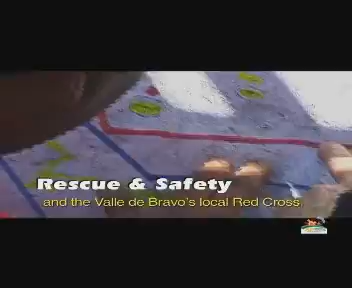 Rescue & Safety
and the Valle de Bravo's local Red Cross.